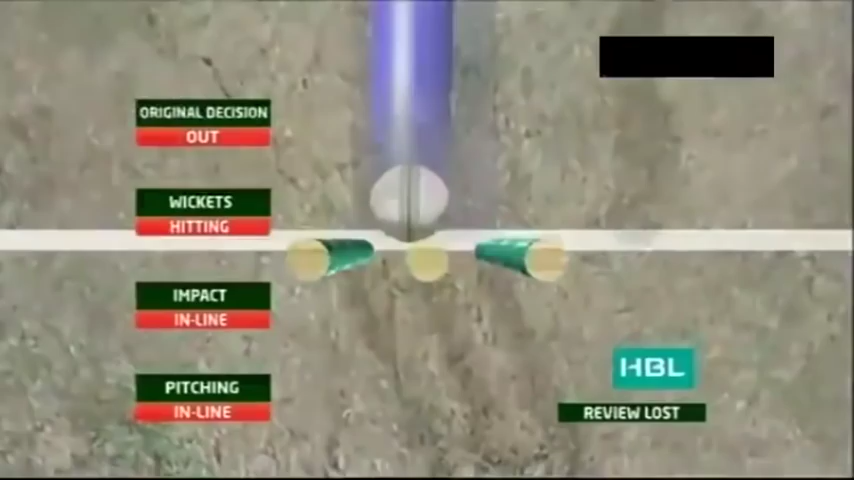 ORIGINAL DECISION
OUT
WICKETS
HITTING
IMPACT
IN-LINE
PITCHING
IN-LINE
HBL
REVIEW LOST